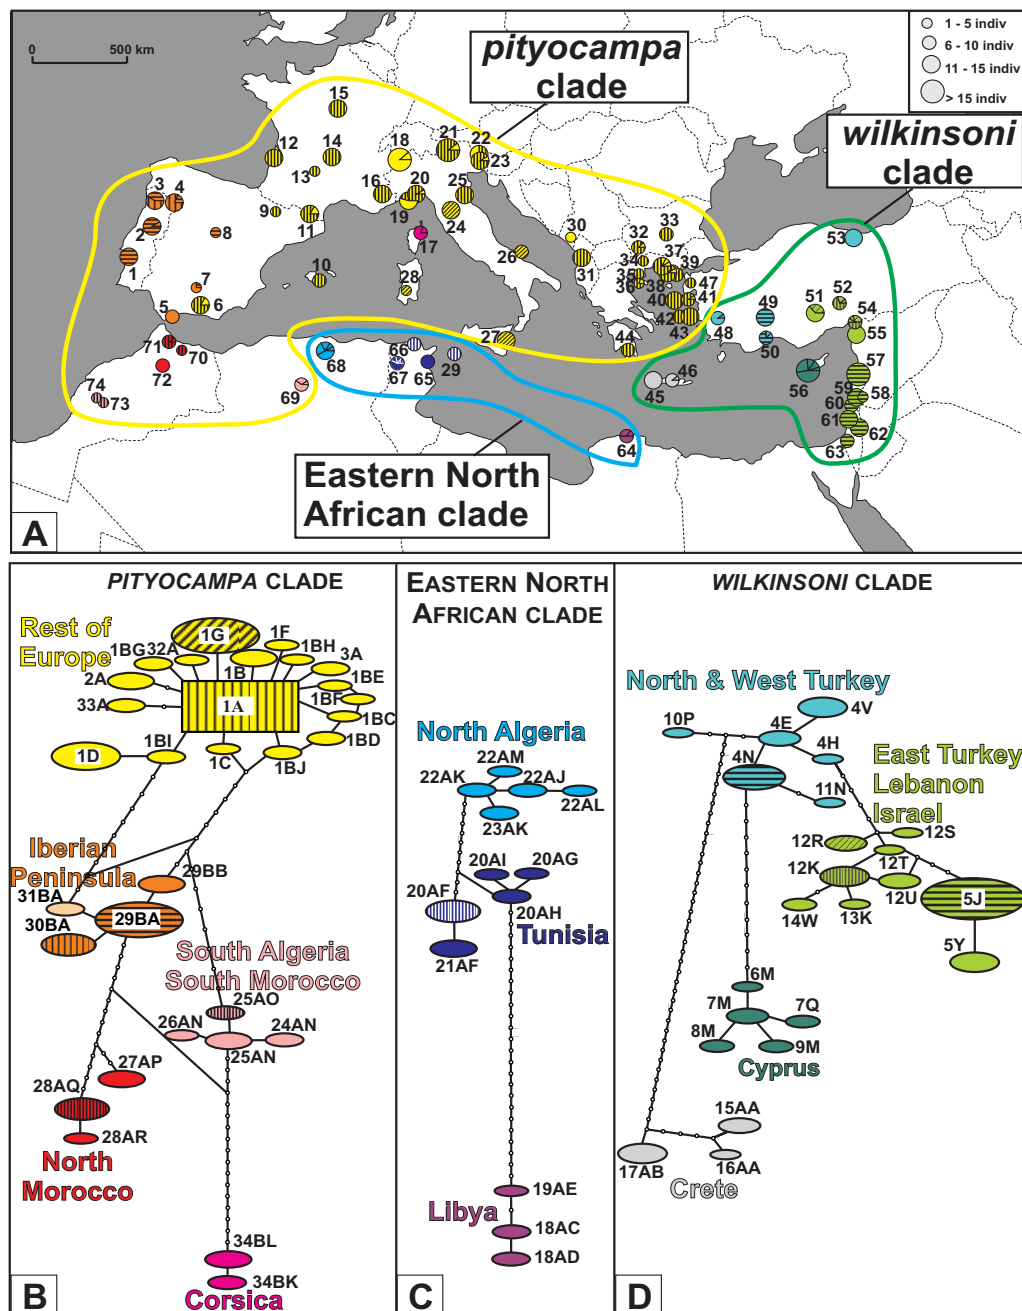 0 500 km
1 - 5 indiv
6 - 10 indiv
11 - 15 indiv
> 15 indiv
pityocampa
clade
wilkinsoni
clade
Eastern North
African clade
15
12
14
13
18
21
22
23
16
20
19
25
24
9
11
17
3
4
2
8
1
7
5
6
10
28
26
27
30
31
33
32
34
35
36
37
38
39
47
40
41
42
43
44
48
49
50
51
52
53
54
55
56
57
58
59
60
61
62
63
45
46
64
65
66
67
29
68
69
70
71
72
73
74
A
PITYOCAMPA CLADE
Rest of
Europe
1G
1F
1BG
32A
1B
1BH
3A
2A
1BE
1BF
33A
1A
1BC
1BD
1D
1BI
1C
1BJ
Iberian
Peninsula
29BB
31BA
29BA
30BA
South Algeria
South Morocco
25AO
26AN
24AN
25AN
27AP
28AQ
28AR
North
Morocco
34BL
34BK
Corsica
B
EASTERN NORTH
AFRICAN CLADE
North Algeria
22AM
22AK
22AJ
22AL
23AK
20AI
20AG
20AF
20AH
Tunisia
21AF
19AE
Libya
18AC
18AD
C
WILKINSONI CLADE
North & West Turkey
10P
4E
4V
4N
4H
11N
East Turkey
Lebanon
Israel
12S
12R
12T
12K
12U
5J
14W
13K
5Y
6M
7M
7Q
8M
9M
Cyprus
15AA
17AB
16AA
Crete
D